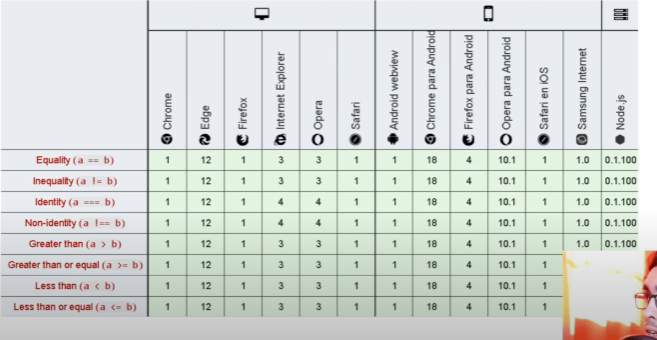 Chrome Edge Firefox Internet Explorer Opera Safari Android webview Chrome para Android Firefox para Android Opera para Android Safari en iOS Samsung Internet Node.js
Equality (a == b) 1 12 1 3 3 1 1 18 4 10.1 1 1.0 0.1.100
Inequality (a != b) 1 12 1 3 3 1 1 18 4 10.1 1 1.0 0.1.100
Identity (a === b) 1 12 1 4 4 1 1 18 4 10.1 1 1.0 0.1.100
Non-identity (a !== b) 1 12 1 4 4 1 1 18 4 10.1 1 1.0 0.1.100
Greater than (a > b) 1 12 1 3 3 1 1 18 4 10.1 1 1.0 0.1.100
Greater than or equal (a >= b) 1 12 1 3 3 1 1 18 4 10.1 1
Less than (a < b) 1 12 1 3 3 1 1 18 4 10.1 1
Less than or equal (a <= b) 1 12 1 3 3 1 1 18 4 10.1 1